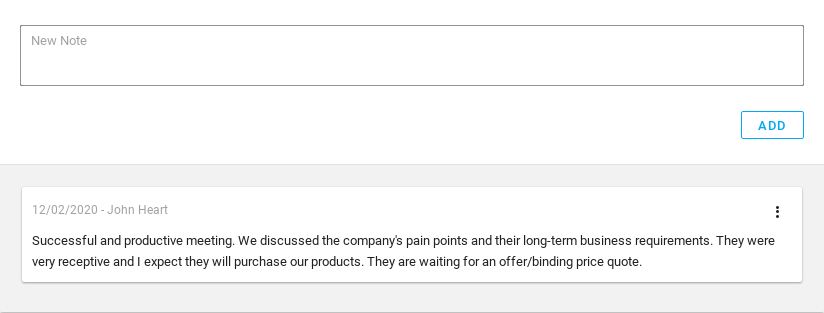 New Note
ADD
12/02/2020 - John Heart
Successful and productive meeting. We discussed the company's pain points and their long-term business requirements. They were
very receptive and I expect they will purchase our products. They are waiting for an offer/binding price quote.